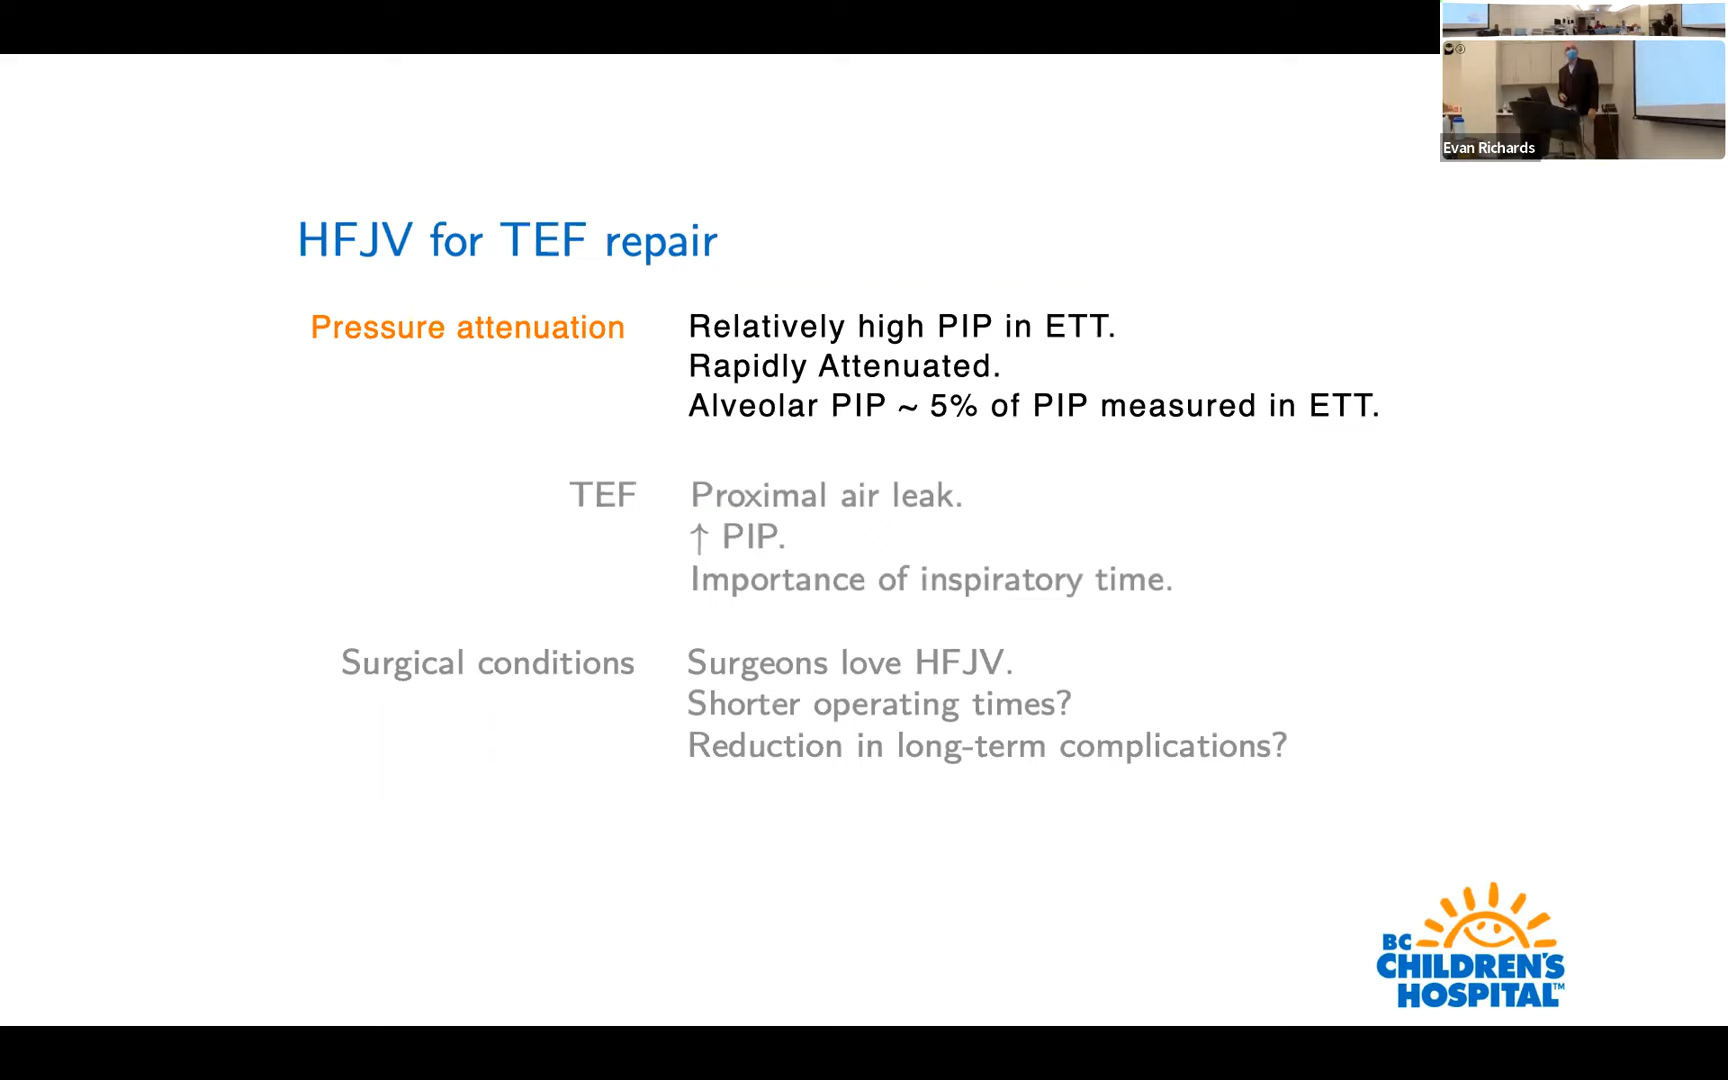 Evan Richards
HFJV for TEF repair
Pressure attenuation
Relatively high PIP in ETT.
Rapidly Attenuated.
Alveolar PIP ~ 5% of PIP measured in ETT.
TEF
Proximal air leak.
↑ PIP.
Importance of inspiratory time.
Surgical conditions
Surgeons love HFJV.
Shorter operating times?
Reduction in long-term complications?
BC
CHILDREN'S
HOSPITAL™